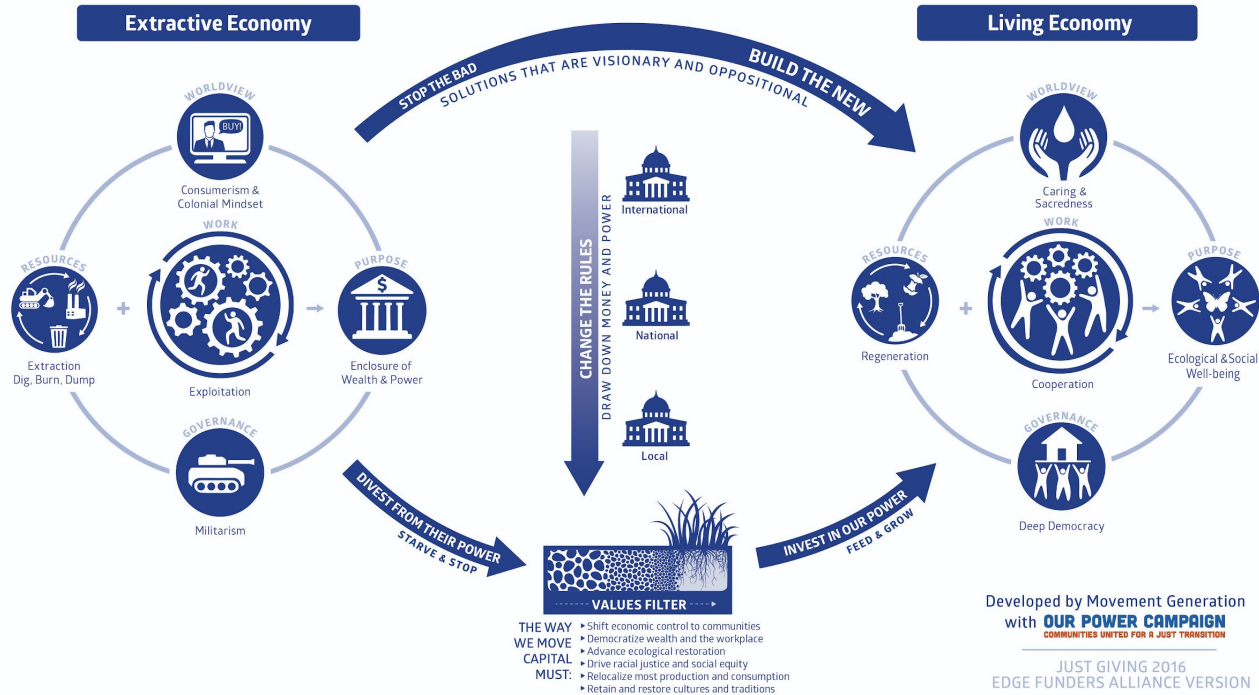 Extractive Economy
WORLDVIEW
BUY!
Consumerism &
Colonial Mindset
WORK
Exploitation
RESOURCES
Extraction
Dig, Burn, Dump
+
PURPOSE
$
Enclosure of
Wealth & Power
GOVERNANCE
Militarism
STOP THE BAD
BUILD THE NEW
SOLUTIONS THAT ARE VISIONARY AND OPPOSITIONAL
CHANGE THE RULES
DRAW DOWN MONEY AND POWER
International
National
Local
DIVEST FROM THEIR POWER
STARVE & STOP
VALUES FILTER
THE WAY
WE MOVE
CAPITAL
MUST:
▸ Shift economic control to communities
▸ Democratize wealth and the workplace
▸ Advance ecological restoration
▸ Drive racial justice and social equity
▸ Relocalize most production and consumption
▸ Retain and restore cultures and traditions
INVEST IN OUR POWER
FEED & GROW
Living Economy
WORLDVIEW
Caring &
Sacredness
WORK
Cooperation
RESOURCES
Regeneration
+
PURPOSE
Ecological & Social
Well-being
GOVERNANCE
Deep Democracy
Developed by Movement Generation
with OUR POWER CAMPAIGN
COMMUNITIES UNITED FOR A JUST TRANSITION
JUST GIVING 2016
EDGE FUNDERS ALLIANCE VERSION